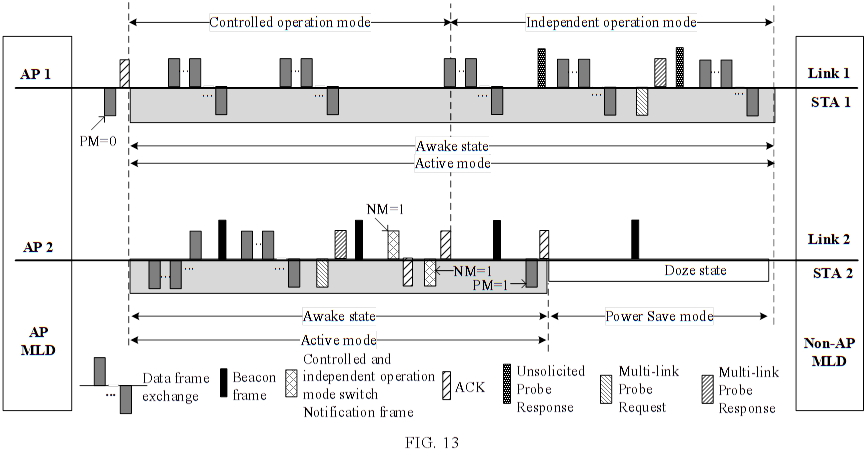 Controlled operation mode
Independent operation mode
AP 1
Link 1
STA 1
PM=0
Awake state
Active mode
NM=1
AP 2
Link 2
STA 2
NM=1
PM=1
Doze state
Awake state
Power Save mode
Active mode
AP
MLD
Non-AP
MLD
Data frame
exchange
Beacon
frame
Controlled and
independent operation
mode switch
Notification frame
ACK
Unsolicited
Probe
Response
Multi-link
Probe
Request
Multi-link
Probe
Response
FIG. 13